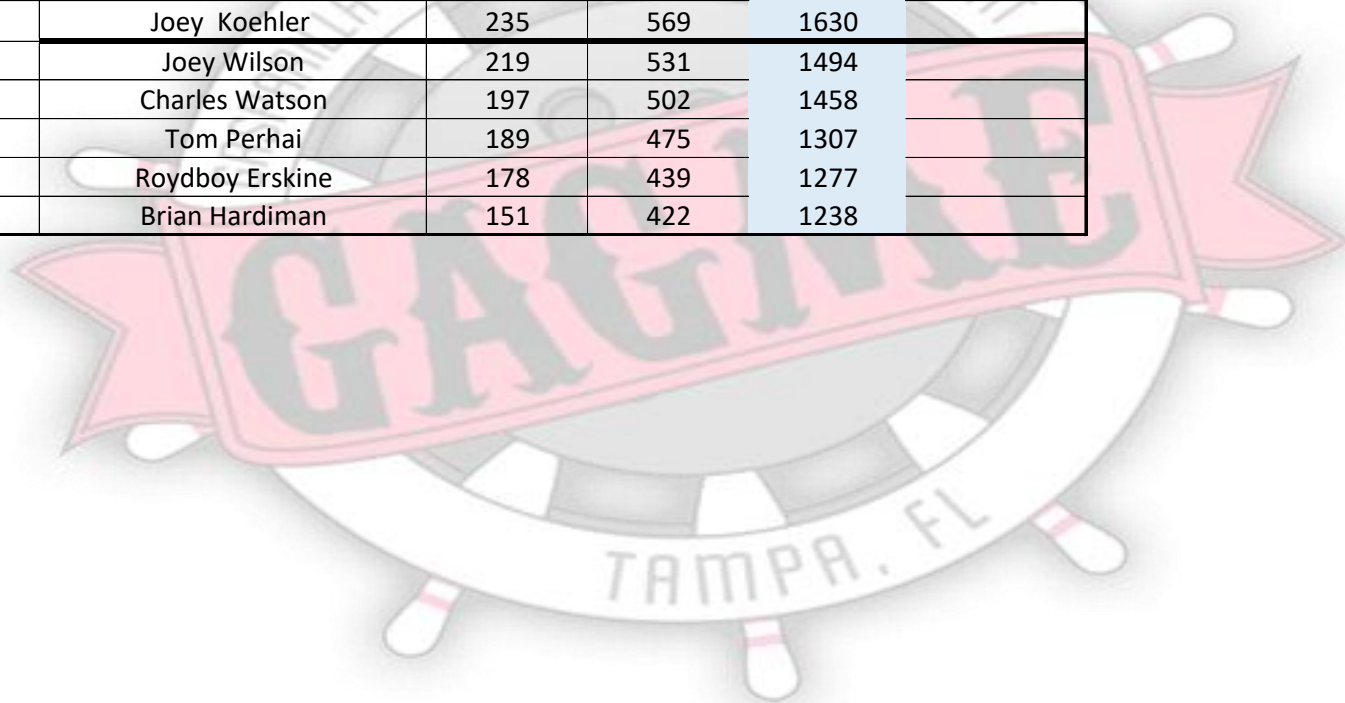 Joey Koehler 235 569 1630
Joey Wilson 219 531 1494
Charles Watson 197 502 1458
Tom Perhai 189 475 1307
Roydboy Erskine 178 439 1277
Brian Hardiman 151 422 1238
GAGME
TAMPA, FL